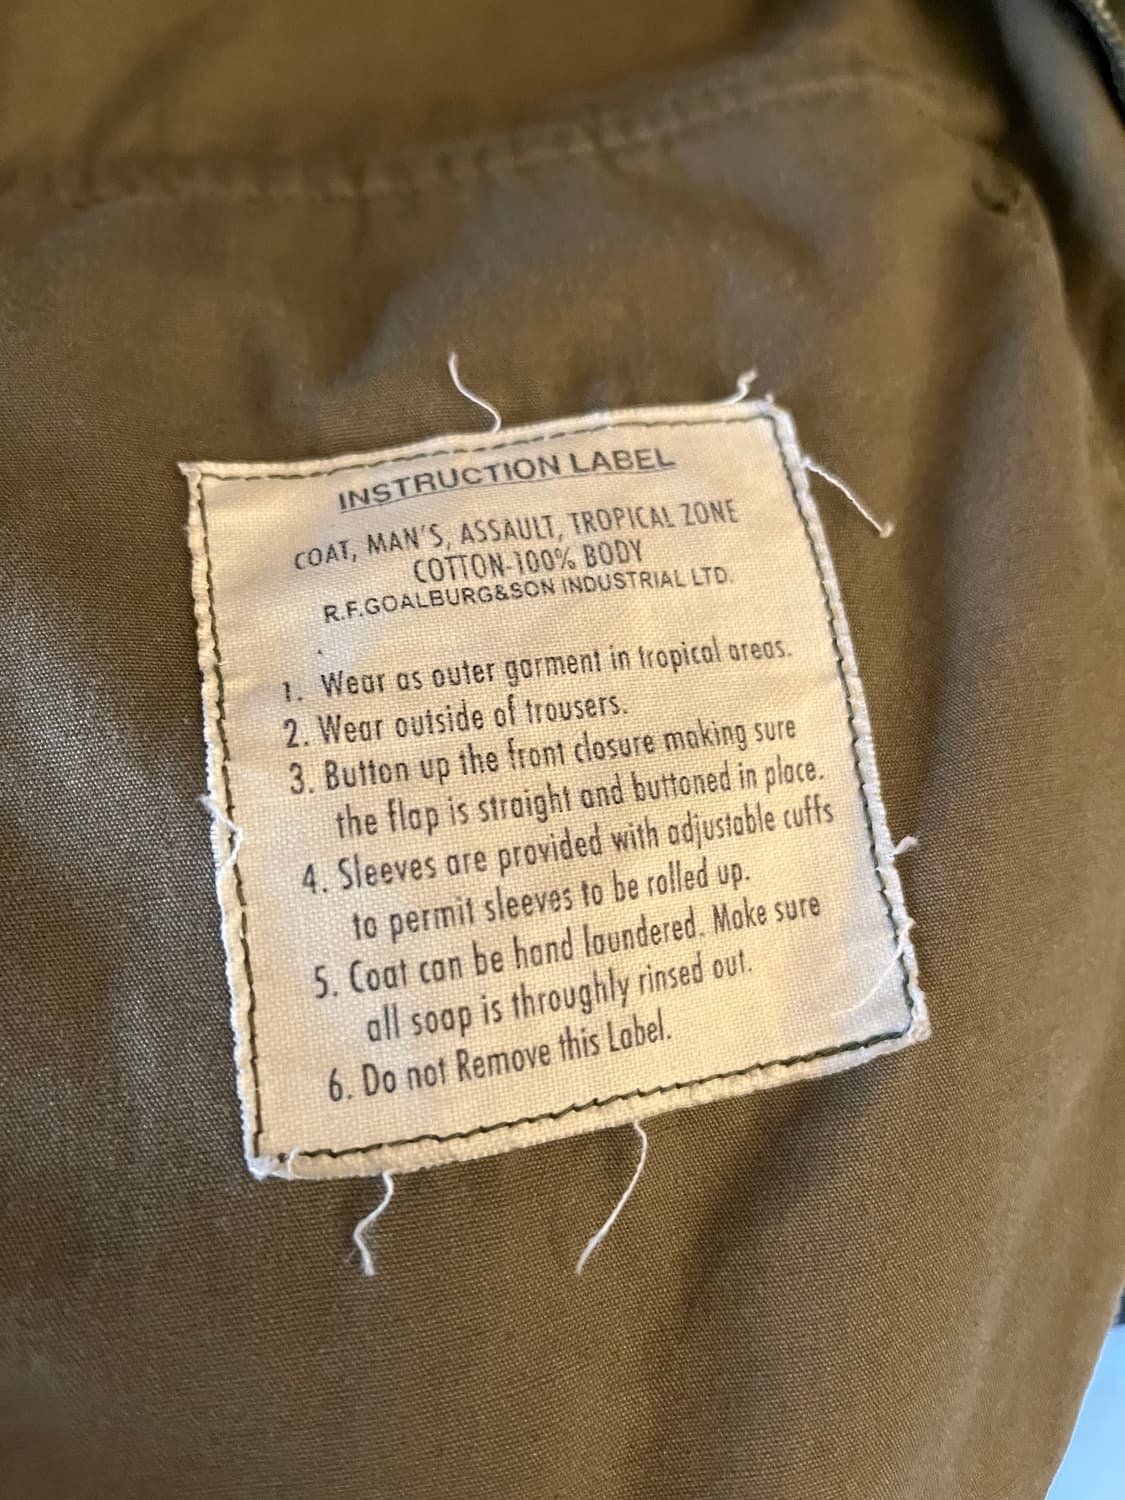 INSTRUCTION LABEL
COAT, MAN'S, ASSAULT, TROPICAL ZONE
COTTON-100% BODY
R.F.GOALBURG&SON INDUSTRIAL LTD.
1. Wear as outer garment in tropical areas.
2. Wear outside of trousers.
3. Button up the front closure making sure
the flap is straight and buttoned in place.
4. Sleeves are provided with adjustable cuffs
to permit sleeves to be rolled up.
5. Coat can be hand laundered. Make sure
all soap is throughly rinsed out.
6. Do not Remove this Label.